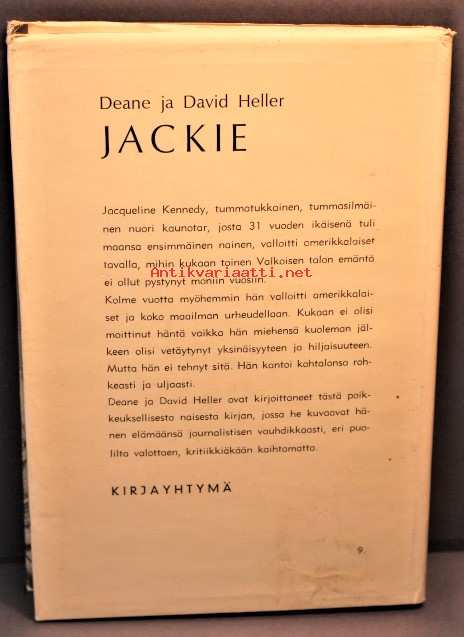 Deane ja David Heller
JACKIE
Jacqueline Kennedy, tummatukkainen, tummasilmäi-
nen nuori kaunotar, josta 31 vuoden ikäisenä tuli
maansa ensimmäinen nainen, valloitti amerikkalaiset
tavalla, mihin kukaan toinen Valkoisen talon emäntä
Antikvariaatti.net
ei ollut pystynyt moniin vuosiin.
Kolme vuotta myöhemmin hän valloitti amerikkalai-
set ja koko maailman urheudellaan. Kukaan ei olisi
moittinut häntä vaikka hän miehensä kuoleman jäl-
keen olisi vetäytynyt yksinäisyyteen ja hiljaisuuteen.
Mutta hän ei tehnyt sitä. Hän kantoi kohtalonsa roh-
keasti ja uljaasti.
Deane ja David Heller ovat kirjoittaneet tästä poik-
keuksellisesta naisesta kirjan, jossa he kuvaavat hä-
nen elämäänsä journalistisen vauhdikkaasti, eri puo-
lilta valottaen, kritiikkiäkään kaihtamatta.
KIRJAYHTYMÄ
9.